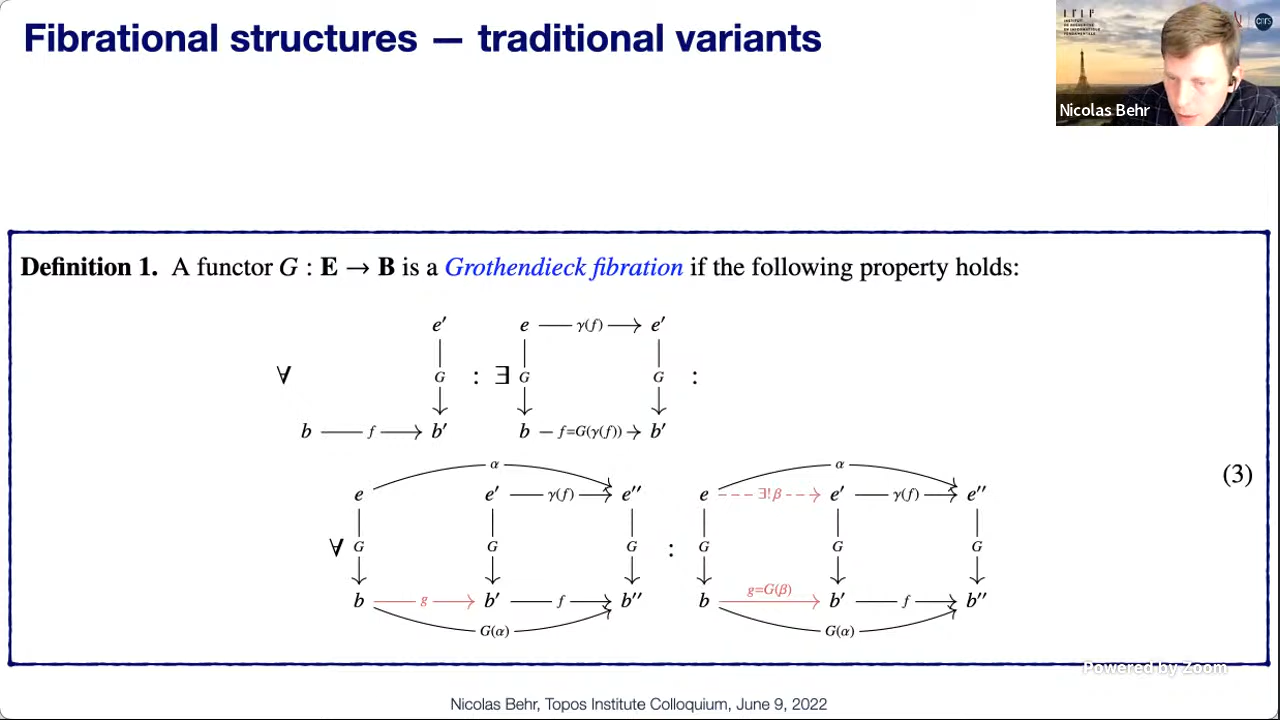 Fibrational structures — traditional variants
Nicolas Behr
Definition 1. A functor G : E → B is a Grothendieck fibration if the following property holds:
e′ e γ(f) e′
∀ G : ∃ G G :
b f b′ b f=G(γ(f)) b′
α α
e e′ γ(f) e′′ e ∃!β e′ γ(f) e′′
(3)
∀ G G G : G G G
g=G(β)
b g b′ f b′′ b b′ f b′′
G(α) G(α)
Powered by Zoom
Nicolas Behr, Topos Institute Colloquium, June 9, 2022